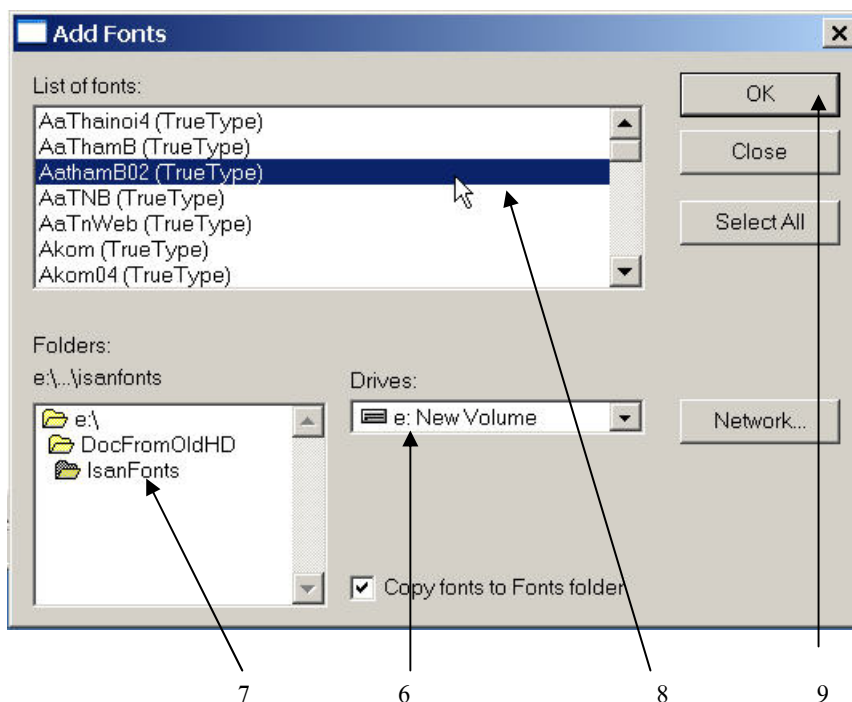 Add Fonts
List of fonts:
AaThainoi4 (TrueType)
AaThamB (TrueType)
AathamB02 (TrueType)
AaTNB (TrueType)
AaTnWeb (TrueType)
Akom (TrueType)
Akom04 (TrueType)
OK
Close
Select All
Folders:
e:\...\isanfonts
e:\
DocFromOldHD
IsanFonts
Drives:
e: New Volume
Network...
Copy fonts to Fonts folder
7 6 8 9